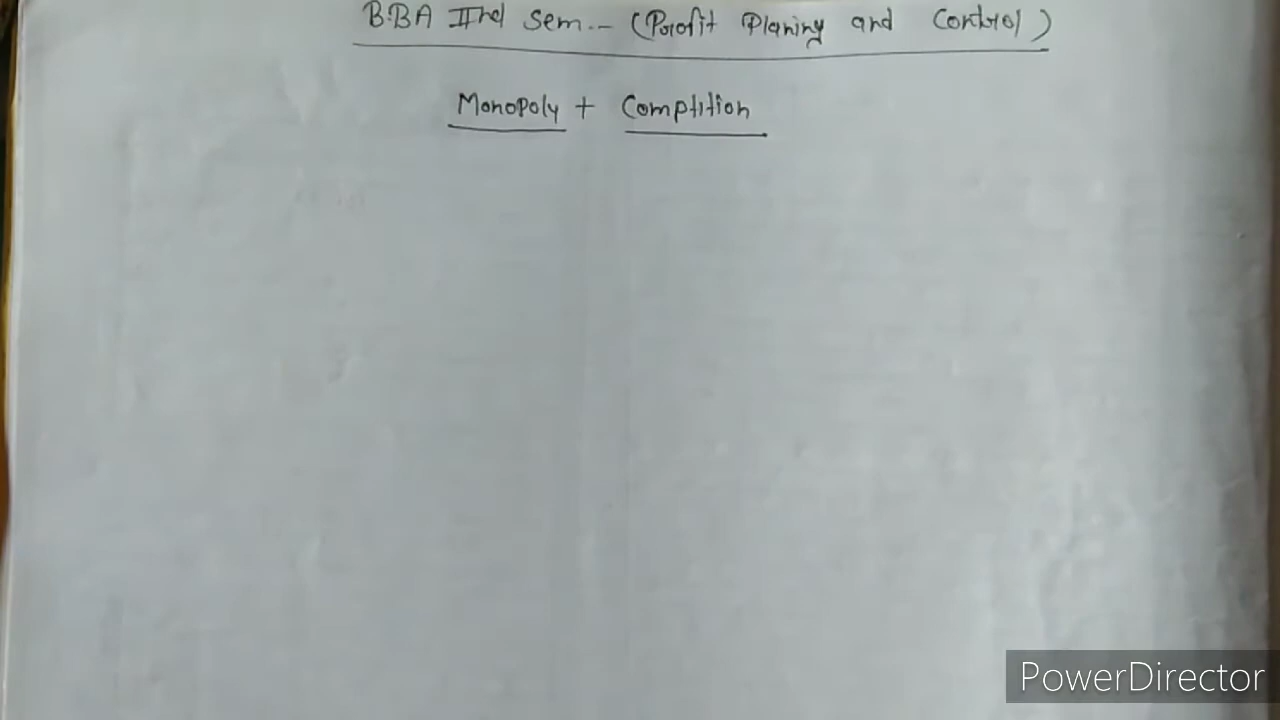 B.BA IInd Sem.- (Profit Planing and Control)
Monopoly + Comptition
PowerDirector